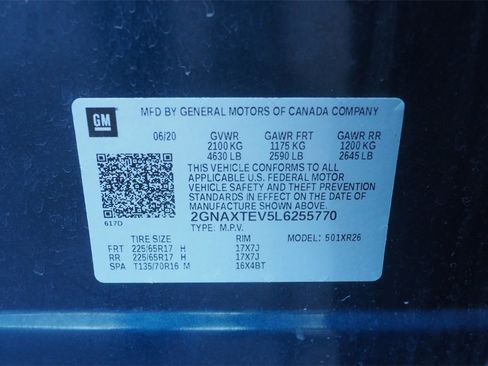 GM
MFD BY GENERAL MOTORS OF CANADA COMPANY
06/20 GVWR GAWR FRT GAWR RR
2100 KG 1175 KG 1200 KG
4630 LB 2590 LB 2645 LB
THIS VEHICLE CONFORMS TO ALL
APPLICABLE U.S. FEDERAL MOTOR
VEHICLE SAFETY AND THEFT PREVENTION
STANDARDS IN EFFECT ON THE DATE OF
MANUFACTURE SHOWN ABOVE.
617D 2GNAXTEV5L6255770
TYPE: M.P.V.
TIRE SIZE RIM MODEL: 501XR26
FRT 225/65R17 H 17X7J
RR 225/65R17 H 17X7J
SPA T135/70R16 M 16X4BT